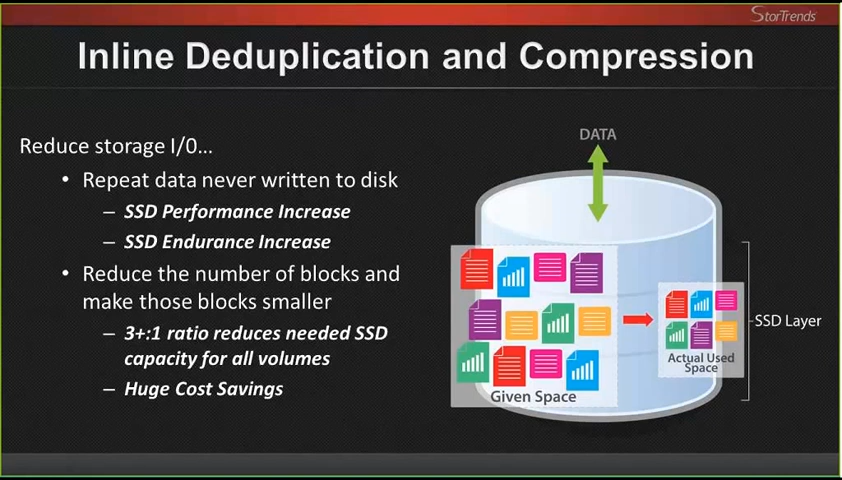 StorTrends
Inline Deduplication and Compression
Reduce storage I/0…
• Repeat data never written to disk
– SSD Performance Increase
– SSD Endurance Increase
• Reduce the number of blocks and
make those blocks smaller
– 3+:1 ratio reduces needed SSD
capacity for all volumes
– Huge Cost Savings
DATA
Given Space
Actual Used
Space
SSD Layer